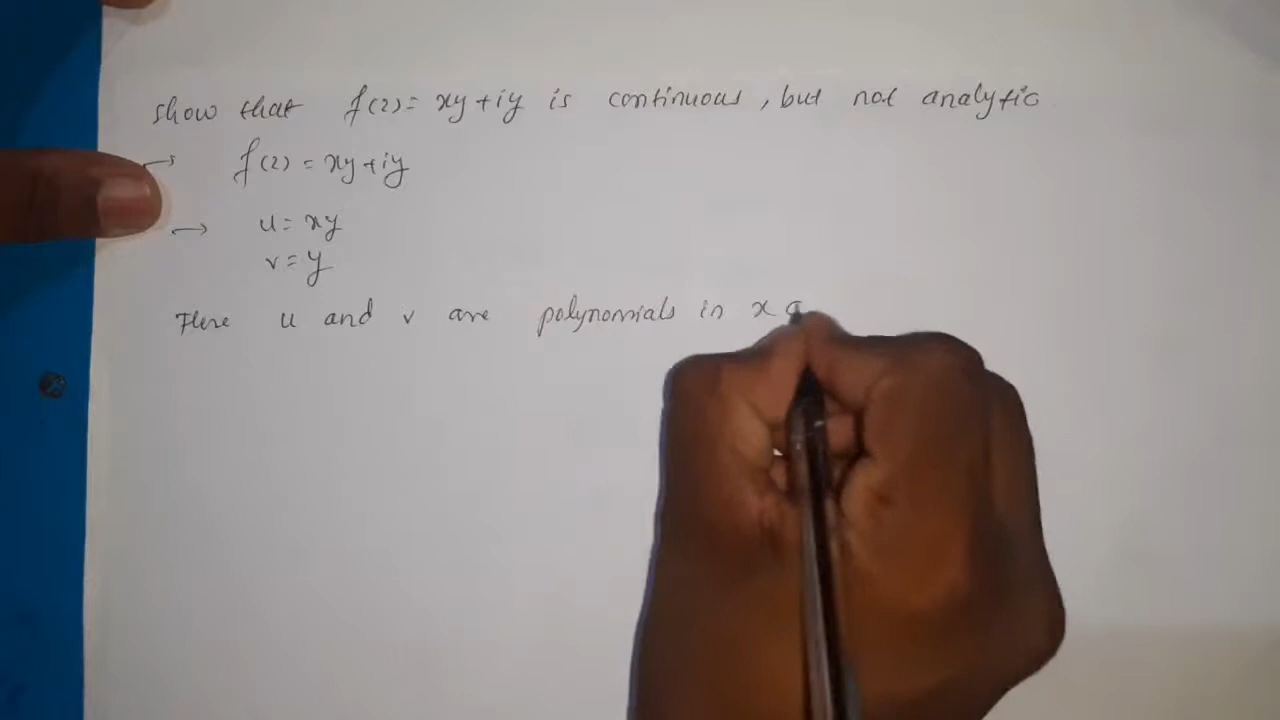 show that f(z) = xy + iy is continuous, but not analytic
→ f(z) = xy + iy
→ u = xy
v = y
Here u and v are polynomials in x a